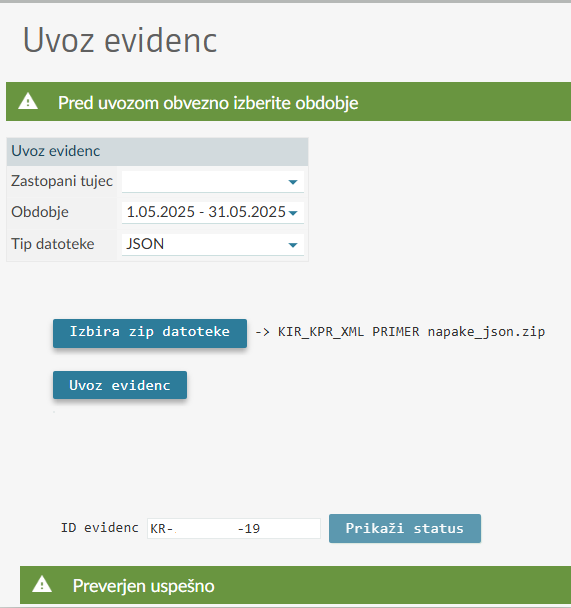 Uvoz evidenc
Pred uvozom obvezno izberite obdobje
Uvoz evidenc
Zastopani tujec
Obdobje 1.05.2025 - 31.05.2025
Tip datoteke JSON
Izbira zip datoteke -> KIR_KPR_XML PRIMER napake_json.zip
Uvoz evidenc
ID evidenc KR- -19 Prikaži status
Preverjen uspešno